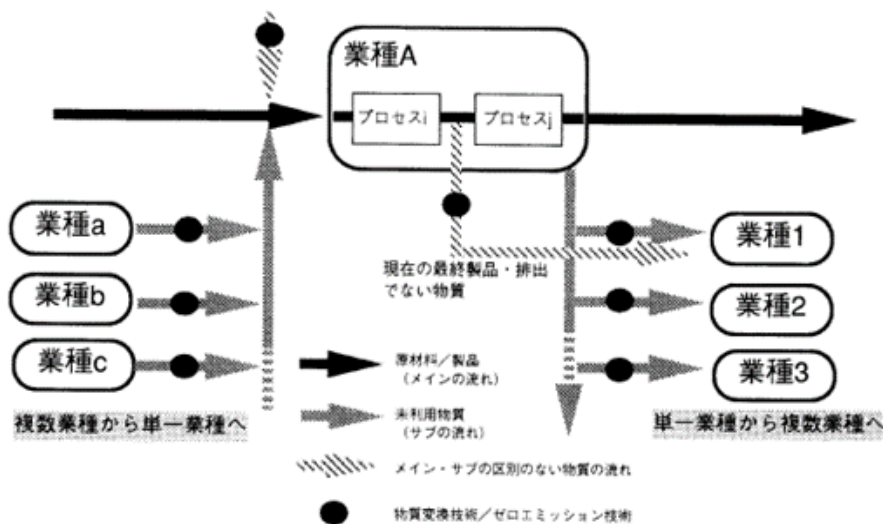 業種A
プロセスi
プロセスj
業種a
業種b
業種c
業種1
業種2
業種3
現在の最終製品・排出
でない物質
原材料/製品
(メインの流れ)
未利用物質
(サブの流れ)
複数業種から単一業種へ
単一業種から複数業種へ
メイン・サブの区別のない物質の流れ
物質変換技術/ゼロエミッション技術